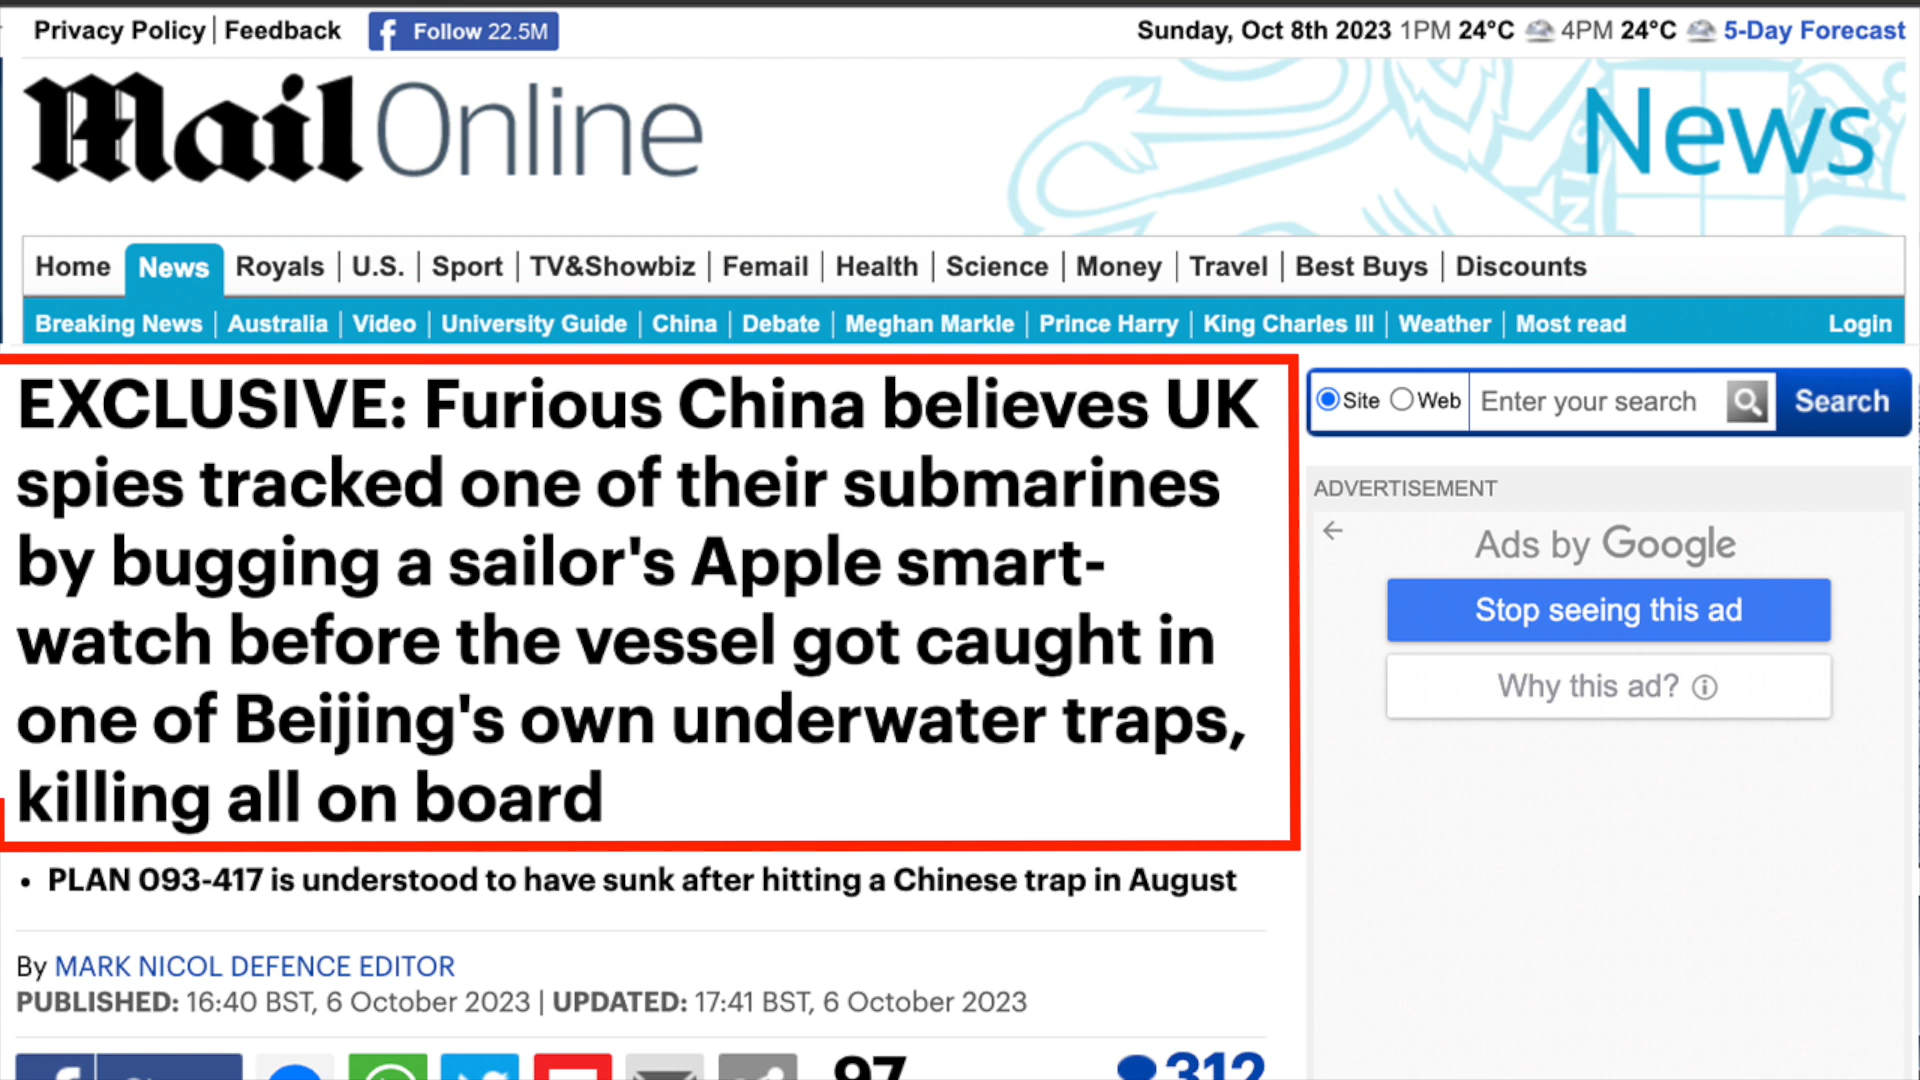 Privacy Policy | Feedback Follow 22.5M Sunday, Oct 8th 2023 1PM 24°C 4PM 24°C 5-Day Forecast
Mail Online News
Home News Royals | U.S. | Sport | TV&Showbiz | Femail | Health | Science | Money | Travel | Best Buys | Discounts
Breaking News | Australia | Video | University Guide | China | Debate | Meghan Markle | Prince Harry | King Charles III | Weather | Most read Login
EXCLUSIVE: Furious China believes UK
spies tracked one of their submarines
by bugging a sailor's Apple smart-
watch before the vessel got caught in
one of Beijing's own underwater traps,
killing all on board
• PLAN 093-417 is understood to have sunk after hitting a Chinese trap in August
By MARK NICOL DEFENCE EDITOR
PUBLISHED: 16:40 BST, 6 October 2023 | UPDATED: 17:41 BST, 6 October 2023
97 312
Site Web Enter your search Search
ADVERTISEMENT
Ads by Google
Stop seeing this ad
Why this ad?